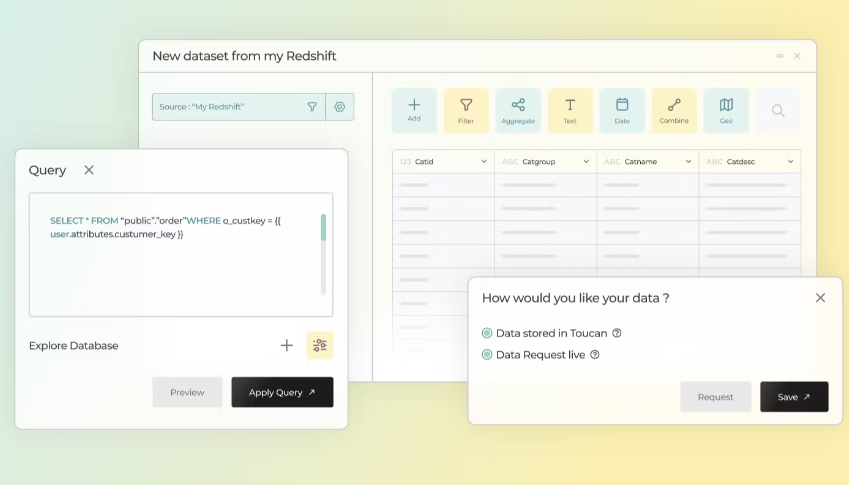 New dataset from my Redshift
Source : "My Redshift"
Add
Filter
Aggregate
Text
Date
Combine
Geo
123 Catid
ABC Catgroup
ABC Catname
ABC Catdesc
Query
SELECT * FROM "public"."order"WHERE o_custkey = {{
user.attributes.custumer_key }}
Explore Database
Preview
Apply Query
How would you like your data ?
Data stored in Toucan
Data Request live
Request
Save